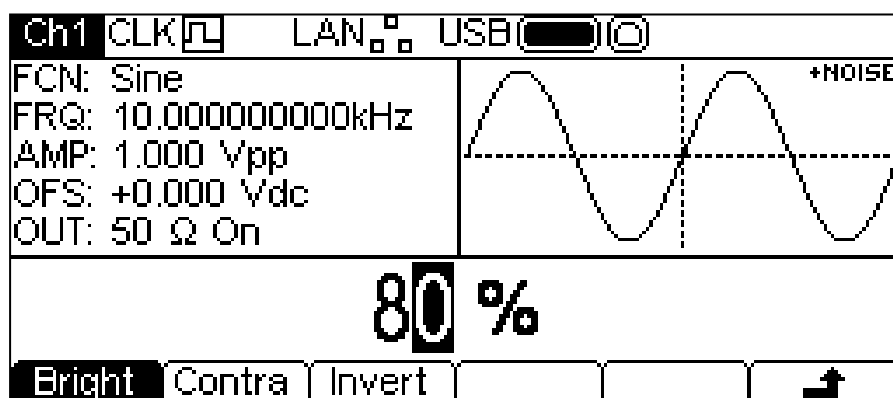 Ch1 CLK LAN USB
FCN: Sine
+NOISE
FRQ: 10.000000000kHz
AMP: 1.000 Vpp
OFS: +0.000 Vdc
OUT: 50 Ω On
80 %
Bright Contra Invert